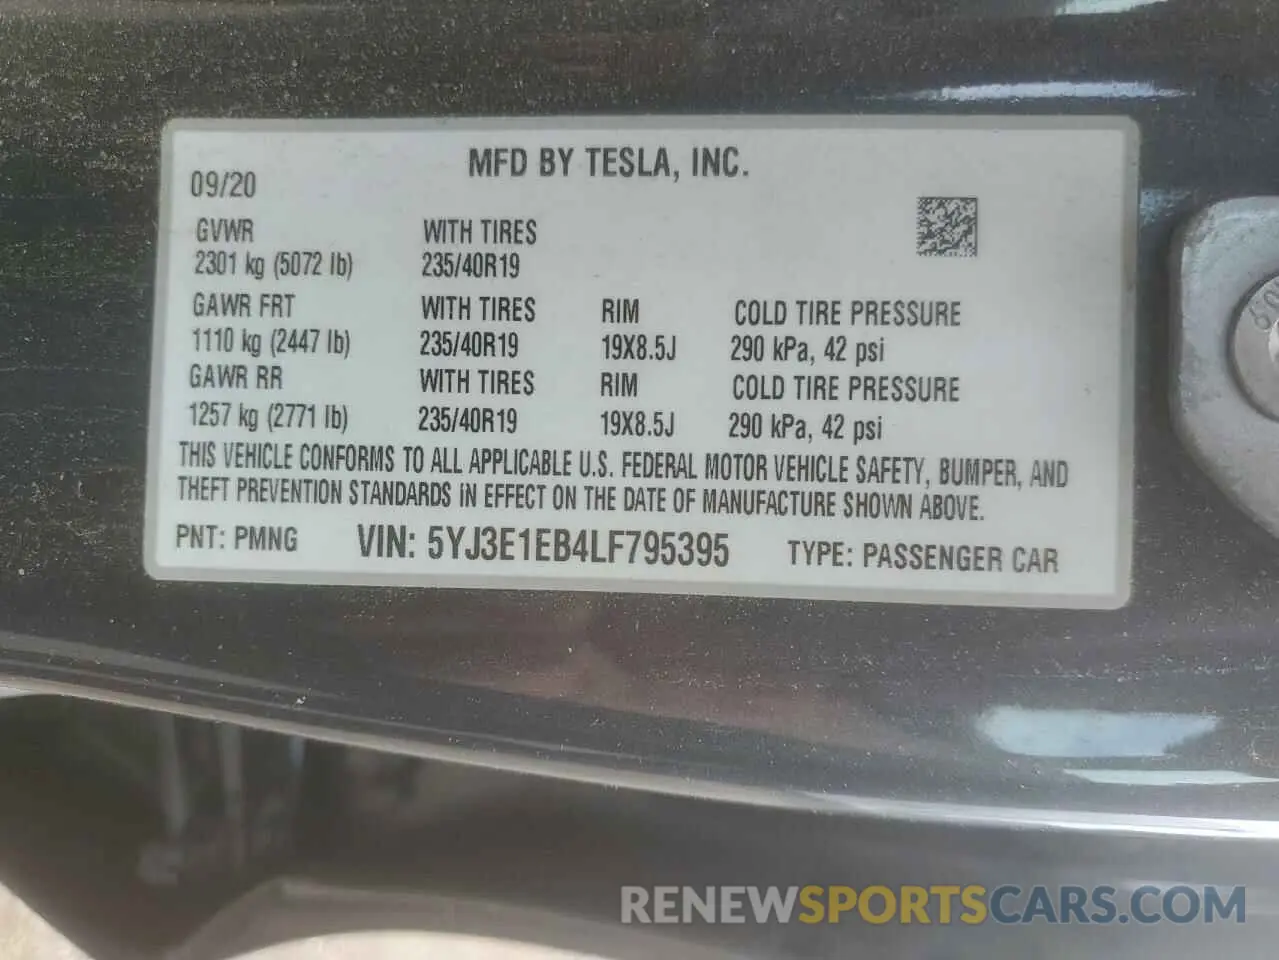 MFD BY TESLA, INC.
09/20
GVWR WITH TIRES
2301 kg (5072 lb) 235/40R19
GAWR FRT WITH TIRES RIM COLD TIRE PRESSURE
1110 kg (2447 lb) 235/40R19 19X8.5J 290 kPa, 42 psi
GAWR RR WITH TIRES RIM COLD TIRE PRESSURE
1257 kg (2771 lb) 235/40R19 19X8.5J 290 kPa, 42 psi
THIS VEHICLE CONFORMS TO ALL APPLICABLE U.S. FEDERAL MOTOR VEHICLE SAFETY, BUMPER, AND
THEFT PREVENTION STANDARDS IN EFFECT ON THE DATE OF MANUFACTURE SHOWN ABOVE.
PNT: PMNG VIN: 5YJ3E1EB4LF795395 TYPE: PASSENGER CAR
RENEWSPORTSCARS.COM